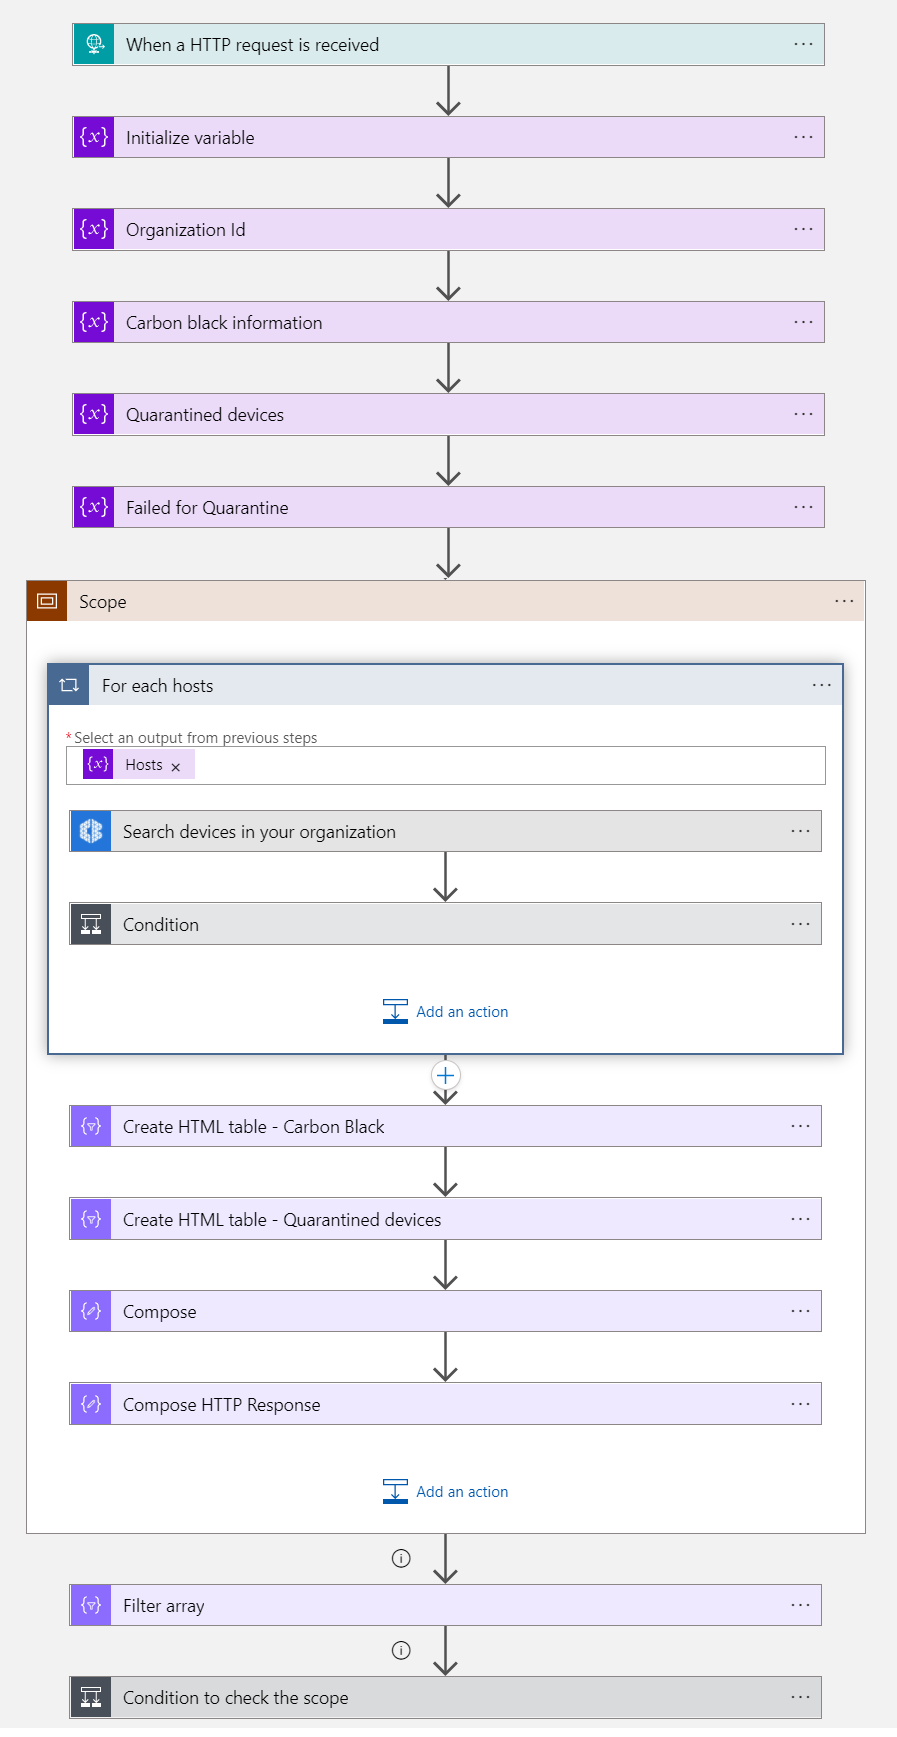 When a HTTP request is received
Initialize variable
Organization Id
Carbon black information
Quarantined devices
Failed for Quarantine
Scope
For each hosts
* Select an output from previous steps
Hosts ×
Search devices in your organization
Condition
Add an action
Create HTML table - Carbon Black
Create HTML table - Quarantined devices
Compose
Compose HTTP Response
Add an action
Filter array
Condition to check the scope